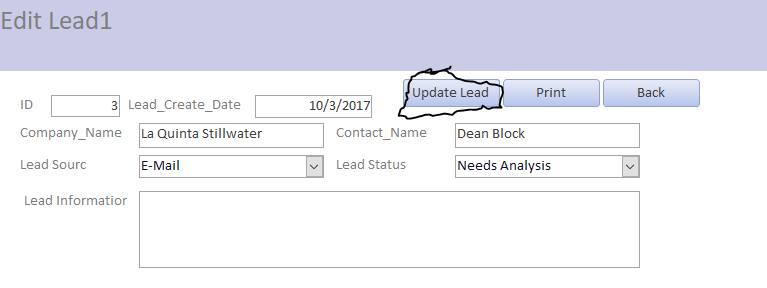 Edit Lead1
Update Lead Print Back
ID 3 Lead_Create_Date 10/3/2017
Company_Name La Quinta Stillwater Contact_Name Dean Block
Lead Sourc E-Mail Lead Status Needs Analysis
Lead Informatior